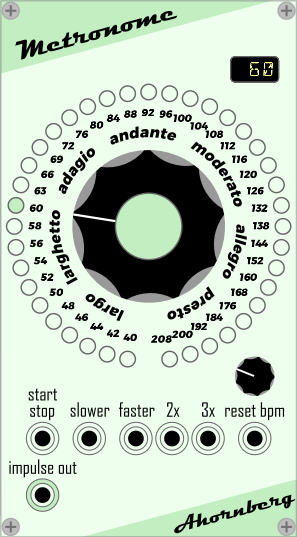 Metronome
60
40 42 44 46 48 50 52 54 56 58 60 63 66 69 72 76 80 84 88 92 96 100 104 108 112 116 120 126 132 138 144 152 160 168 176 184 192 200 208
largo larghetto adagio andante moderato allegro presto
start
stop slower faster 2x 3x reset bpm
impulse out
Ahornberg